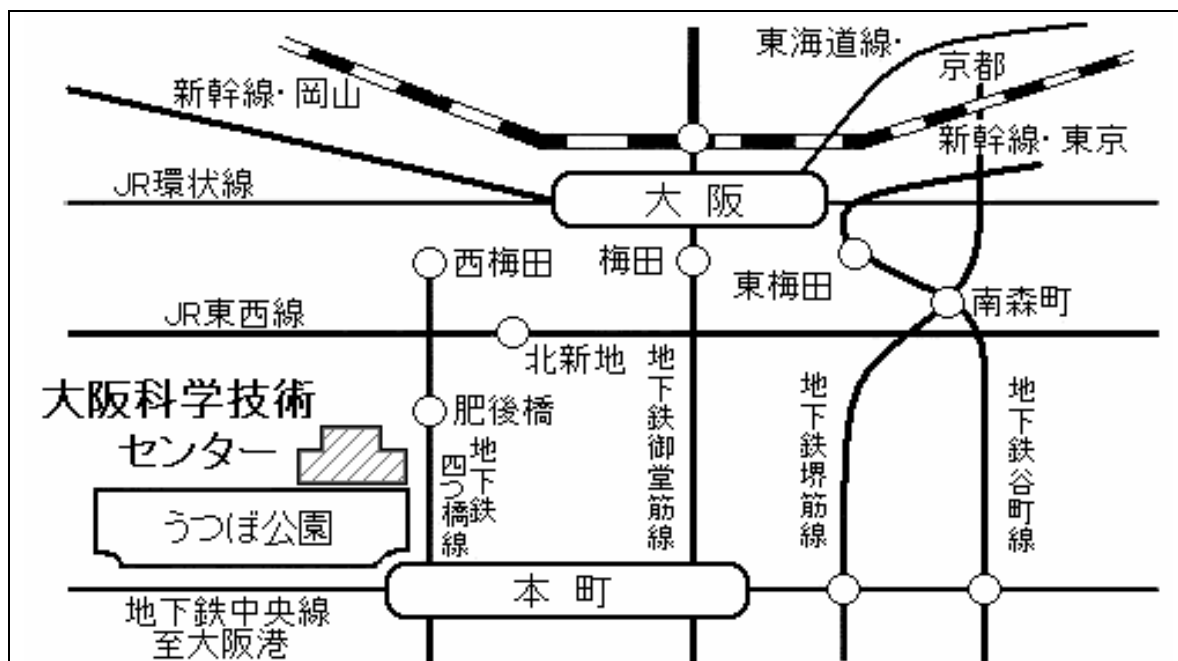 東海道線・
京都
新幹線・岡山
新幹線・東京
JR環状線
大阪
西梅田
梅田
東梅田
南森町
JR東西線
北新地
大阪科学技術
センター
肥後橋
地下鉄
四つ橋線
地下鉄御堂筋線
地下鉄堺筋線
地下鉄谷町線
うつぼ公園
本町
地下鉄中央線
至大阪港